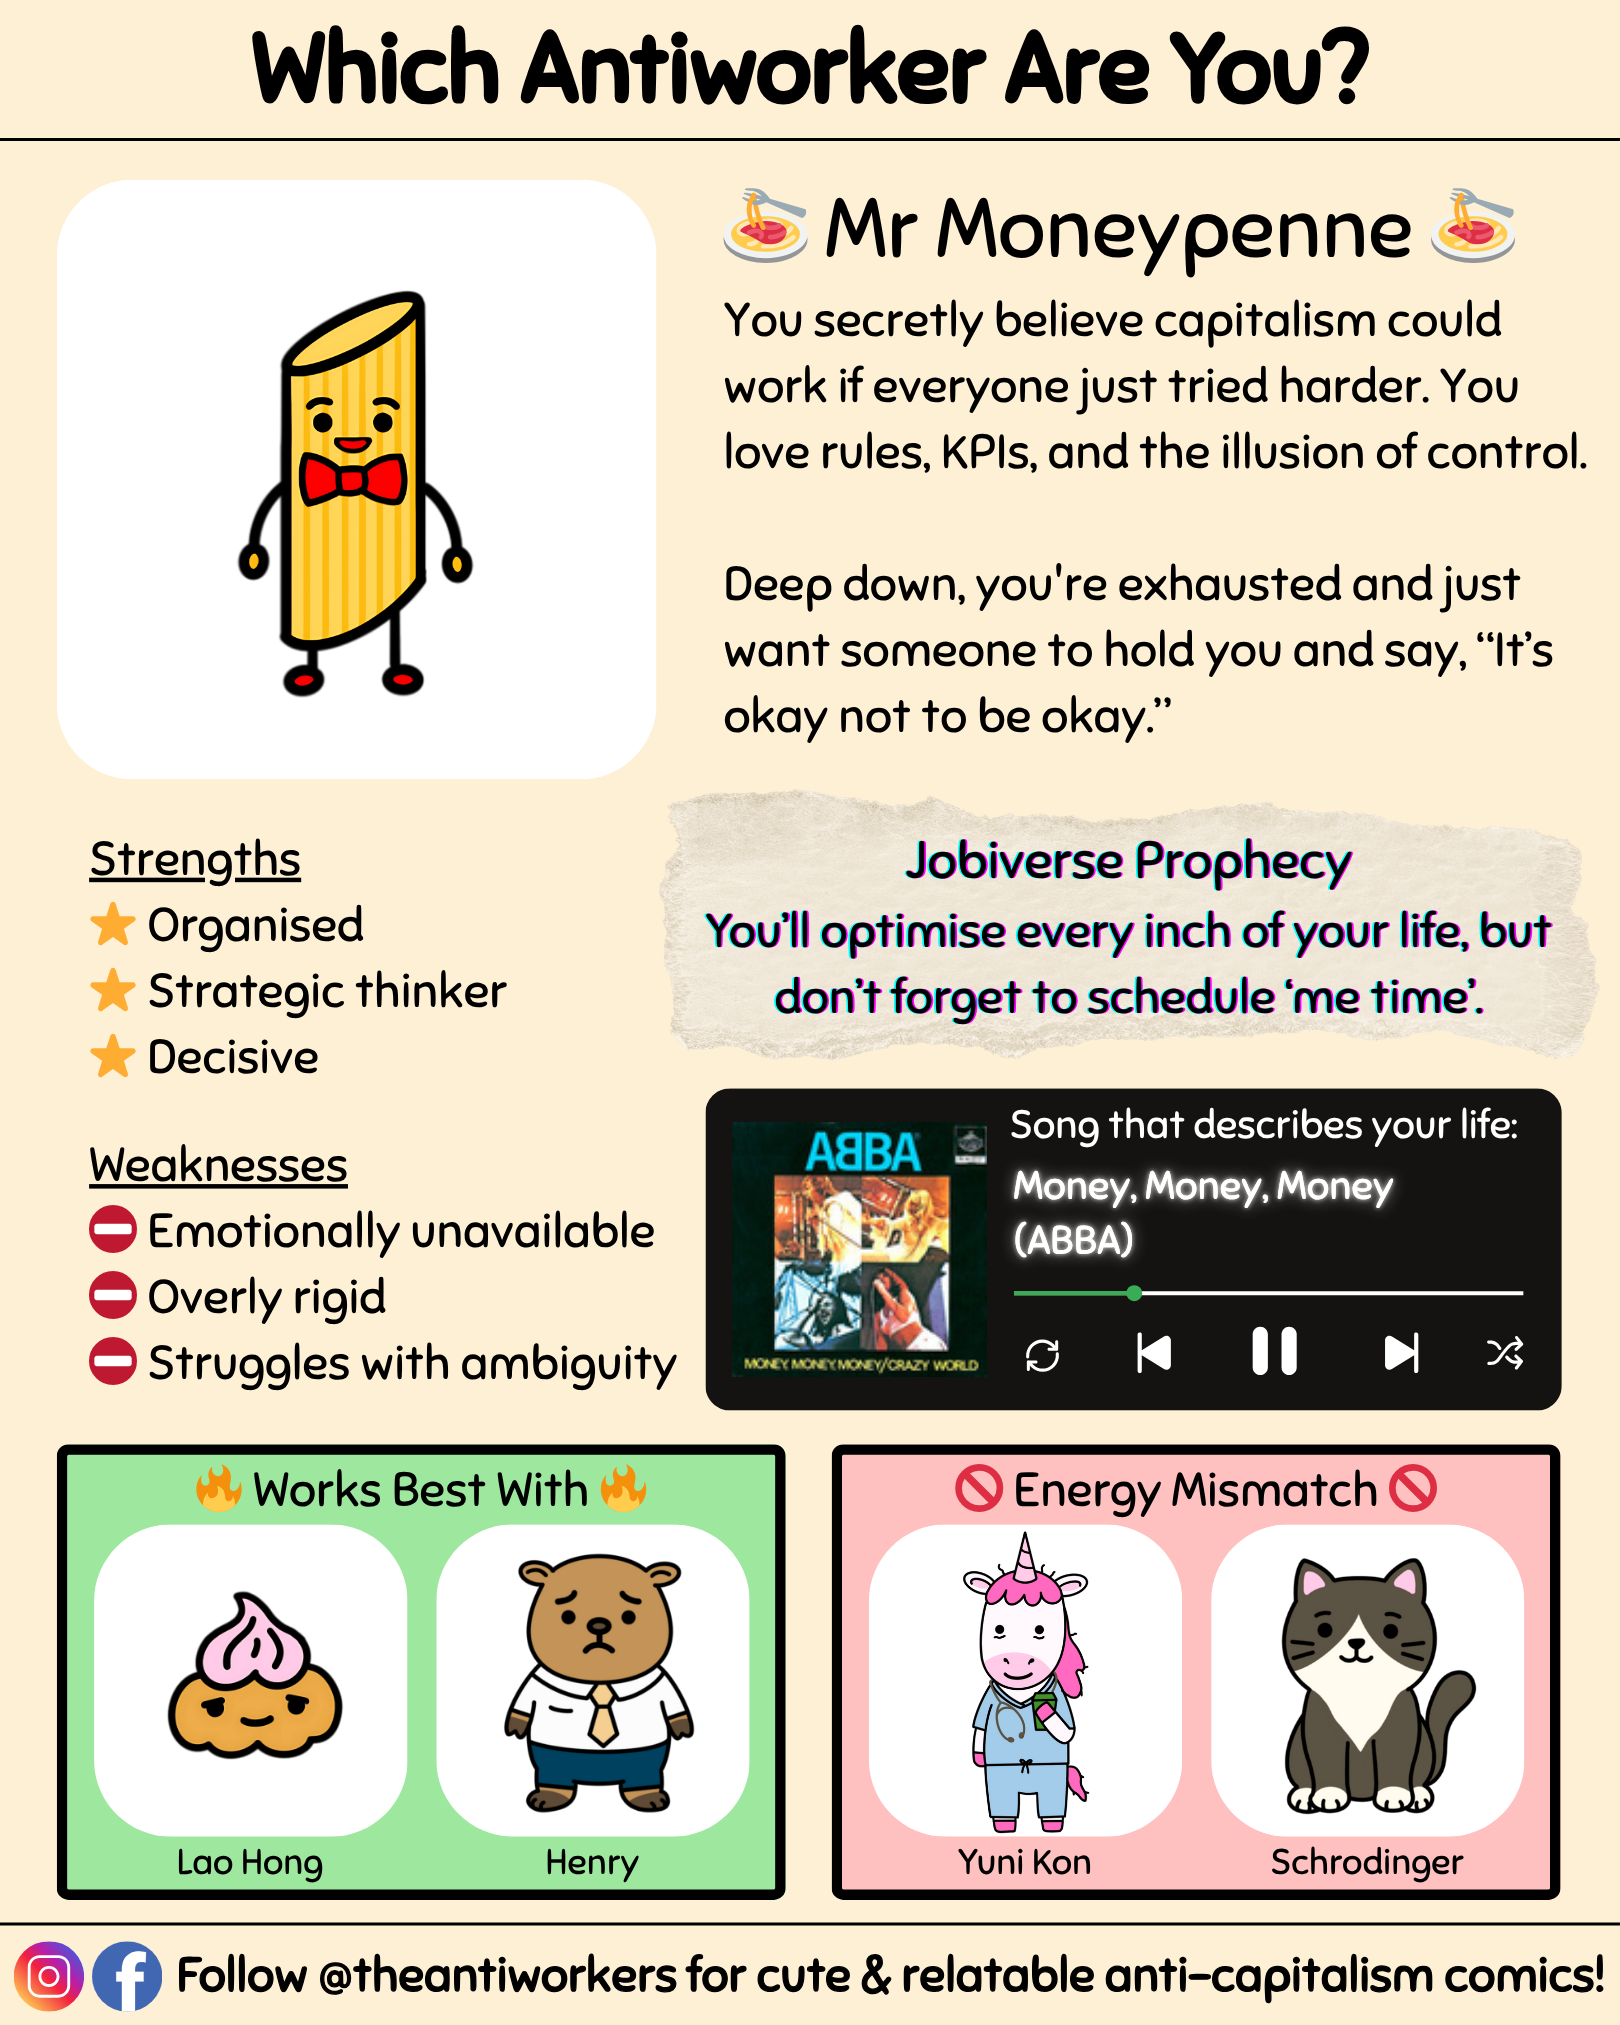 Which Antiworker Are You?
Mr Moneypenne
You secretly believe capitalism could
work if everyone just tried harder. You
love rules, KPIs, and the illusion of control.
Deep down, you're exhausted and just
want someone to hold you and say, “It’s
okay not to be okay.”
Strengths
Organised
Strategic thinker
Decisive
Weaknesses
Emotionally unavailable
Overly rigid
Struggles with ambiguity
Jobiverse Prophecy
You’ll optimise every inch of your life, but
don’t forget to schedule ‘me time’.
ABBA
MONEY, MONEY, MONEY/CRAZY WORLD
Song that describes your life:
Money, Money, Money
(ABBA)
Works Best With
Lao Hong
Henry
Energy Mismatch
Yuni Kon
Schrodinger
Follow @theantiworkers for cute & relatable anti-capitalism comics!